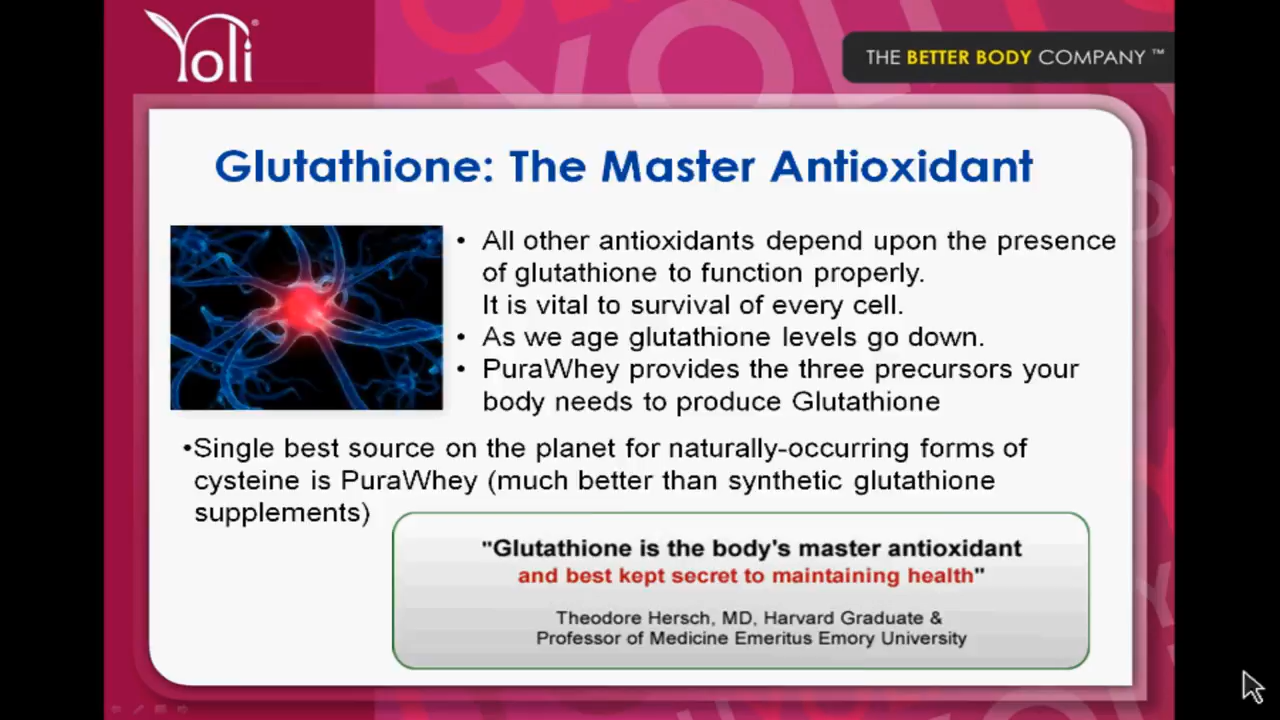 Yoli®
THE BETTER BODY COMPANY ™
Glutathione: The Master Antioxidant
• All other antioxidants depend upon the presence
of glutathione to function properly.
It is vital to survival of every cell.
• As we age glutathione levels go down.
• PuraWhey provides the three precursors your
body needs to produce Glutathione
•Single best source on the planet for naturally-occurring forms of
cysteine is PuraWhey (much better than synthetic glutathione
supplements)
"Glutathione is the body's master antioxidant
and best kept secret to maintaining health"
Theodore Hersch, MD, Harvard Graduate &
Professor of Medicine Emeritus Emory University